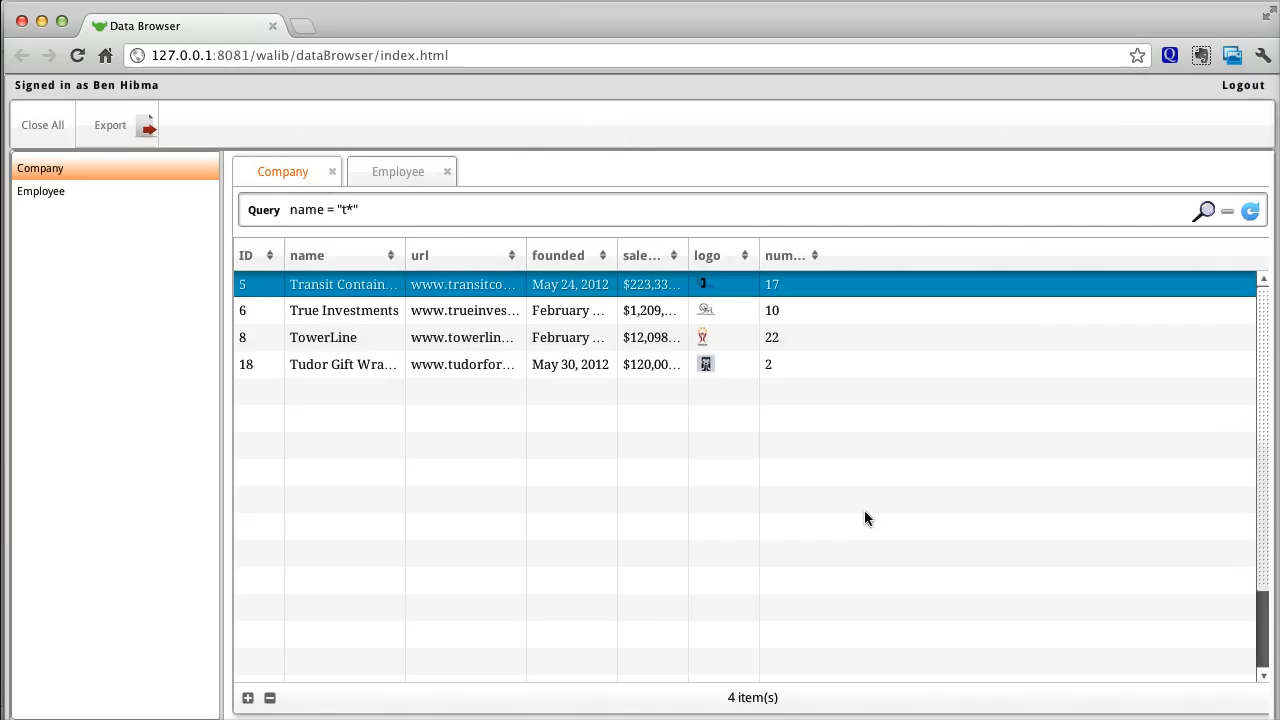 Data Browser
127.0.0.1:8081/walib/dataBrowser/index.html
Signed in as Ben Hibma
Logout
Close All
Export
Company
Employee
Company
Employee
Query name = "t*"
ID name url founded sale... logo num...
5 Transit Contain... www.transitco... May 24, 2012 $223,33... 17
6 True Investments www.trueinves... February ... $1,209,... 10
8 TowerLine www.towerlin... February ... $12,098... 22
18 Tudor Gift Wra... www.tudorfor... May 30, 2012 $120,00... 2
4 item(s)